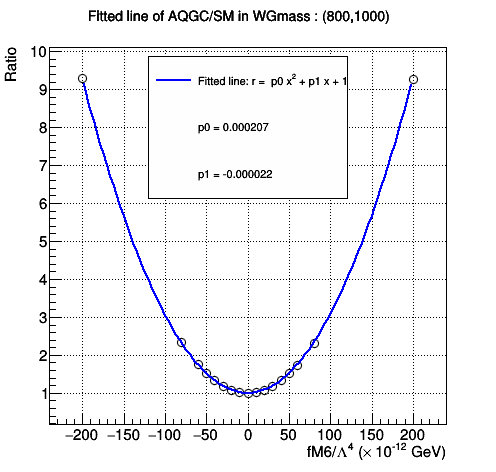 Fitted line of AQGC/SM in WGmass : (800,1000)
Ratio
10
9
8
7
6
5
4
3
2
1
Fitted line: r = p0 x² + p1 x + 1
p0 = 0.000207
p1 = -0.000022
−200 −150 −100 −50 0 50 100 150 200
fM6/Λ⁴ (× 10⁻¹² GeV)